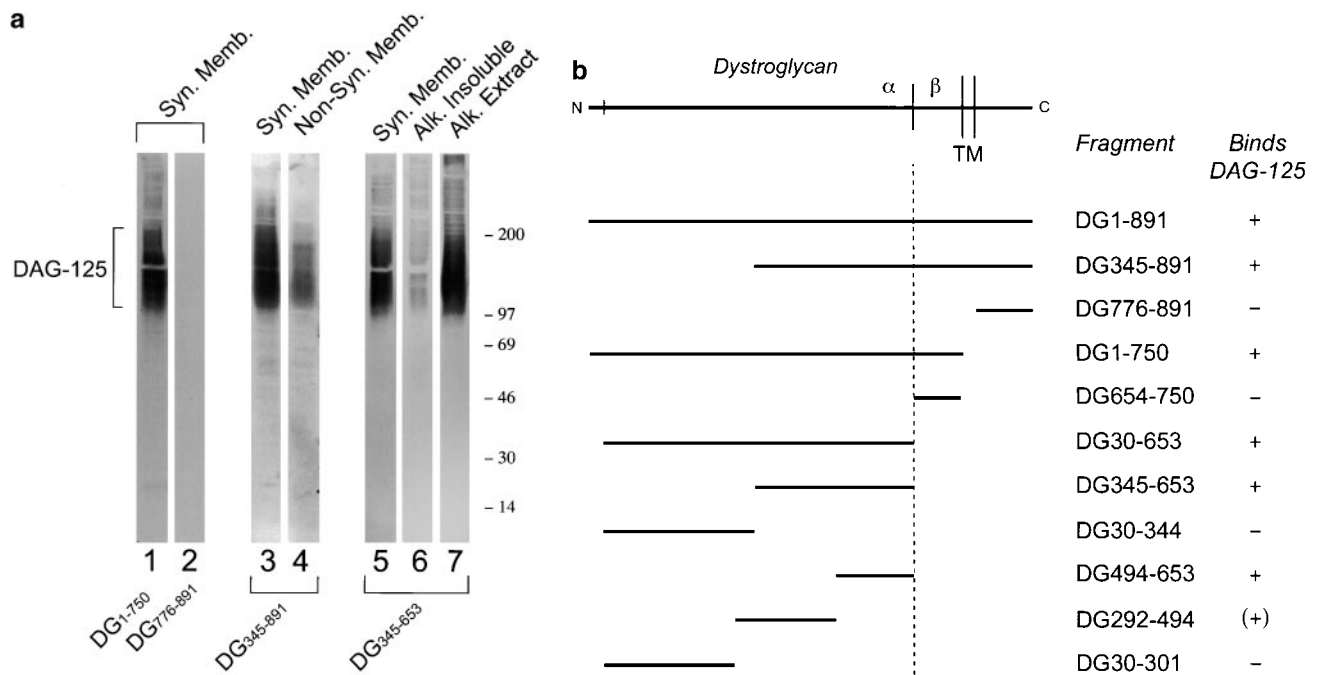 a
Syn. Memb.
Syn. Memb.
Non-Syn. Memb.
Syn. Memb.
Alk. Insoluble
Alk. Extract
DAG-125
– 200
– 97
– 69
– 46
– 30
– 14
1 2 3 4 5 6 7
DG1-750
DG776-891
DG345-891
DG345-653
b
Dystroglycan
α β
N C
TM
Fragment Binds
DAG-125
DG1-891 +
DG345-891 +
DG776-891 –
DG1-750 +
DG654-750 –
DG30-653 +
DG345-653 +
DG30-344 –
DG494-653 +
DG292-494 (+)
DG30-301 –